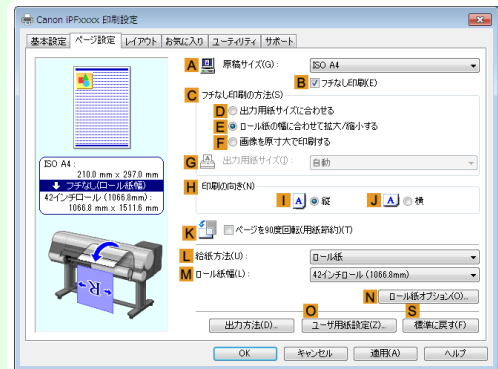 Canon iPFxxxx 印刷設定
基本設定 ページ設定 レイアウト お気に入り ユーティリティ サポート
A 原稿サイズ(G): ISO A4
B フチなし印刷(E)
C フチなし印刷の方法(S)
D 出力用紙サイズに合わせる
E ロール紙の幅に合わせて拡大/縮小する
F 画像を原寸大で印刷する
G 出力用紙サイズ(I): 自動
ISO A4:
210.0 mm x 297.0 mm
フチなし(ロール紙幅)
42インチロール(1066.8mm):
1066.8 mm x 1511.6 mm
H 印刷の向き(N)
I A 縦 J A 横
K ページを90度回転(用紙節約)(T)
L 給紙方法(U): ロール紙
M ロール紙幅(L): 42インチロール (1066.8mm)
R
N ロール紙オプション(O)...
O S
出力方法(D)... ユーザ用紙設定(Z)... 標準に戻す(F)
OK キャンセル 適用(A) ヘルプ